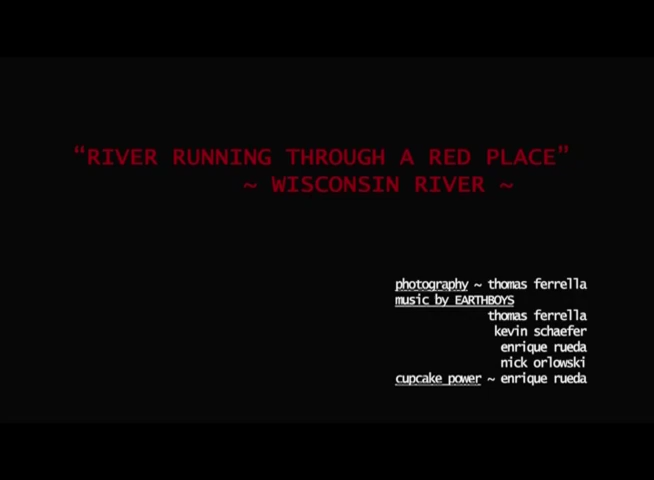 “RIVER RUNNING THROUGH A RED PLACE”
~ WISCONSIN RIVER ~
photography ~ thomas ferrella
music by EARTHBOYS
thomas ferrella
kevin schaefer
enrique rueda
nick orlowski
cupcake power ~ enrique rueda